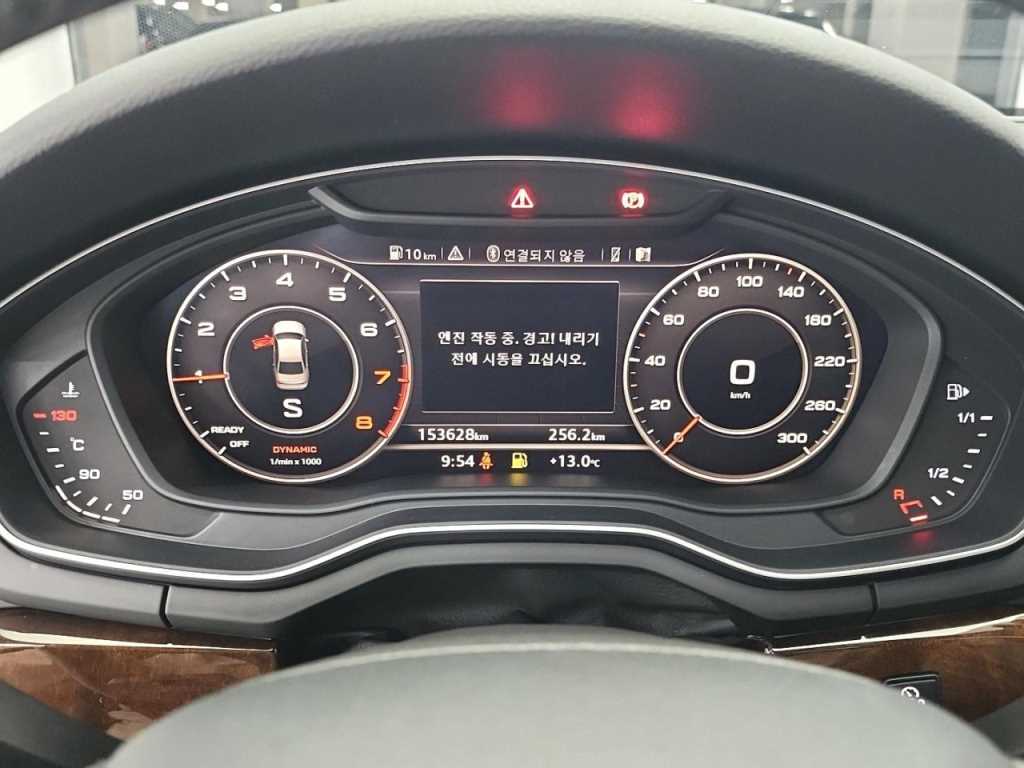 10 km
연결되지 않음
1 2 3 4 5 6 7 8
S
READY
OFF
DYNAMIC
1/min x 1000
엔진 작동 중. 경고! 내리기
전에 시동을 끄십시오.
153628km 256.2km
9:54 +13.0°C
0 20 40 60 80 100 140 180 220 260 300
0
km/h
130
°C
90
50
1/1
1/2
R
P